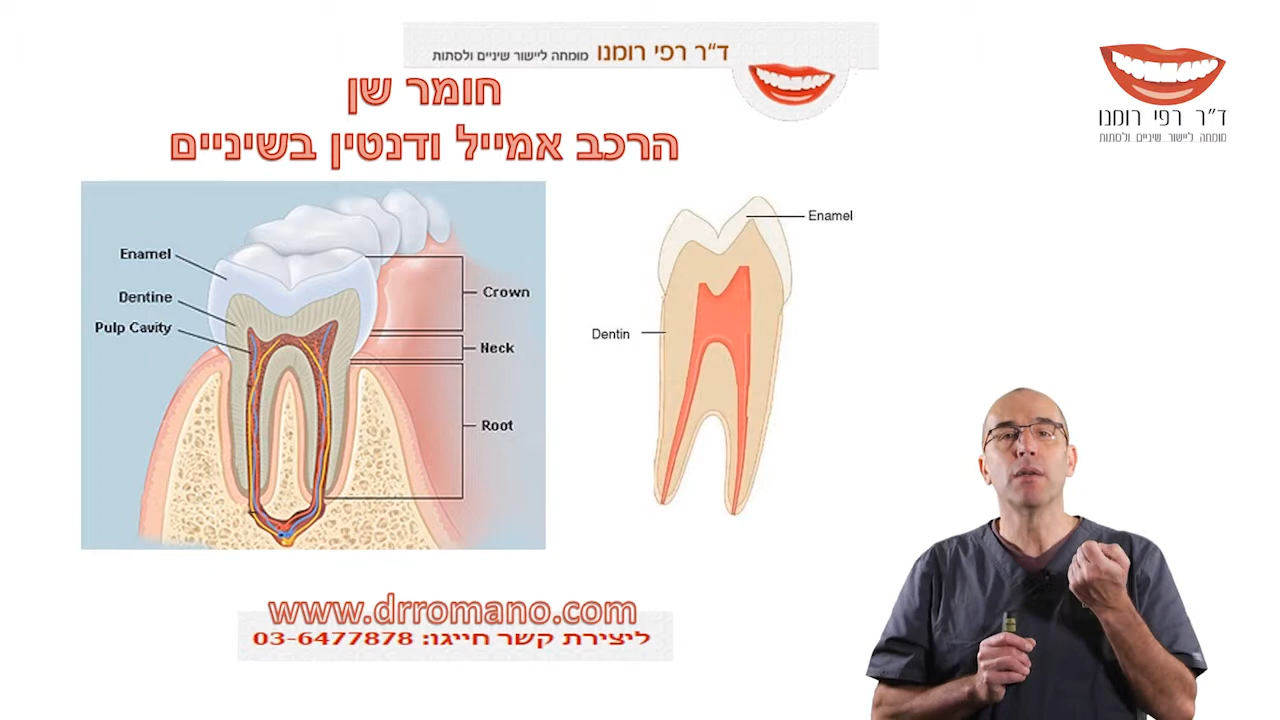 ד"ר רפי רומנו מומחה ליישור שיניים ולסתות
חומר שן
הרכב אמייל ודנטין בשיניים
ד"ר רפי רומנו
מומחה ליישור שיניים ולסתות
Enamel
Dentine
Pulp Cavity
Crown
Neck
Root
Enamel
Dentin
www.drromano.com
ליצירת קשר חייגו: 03-6477878